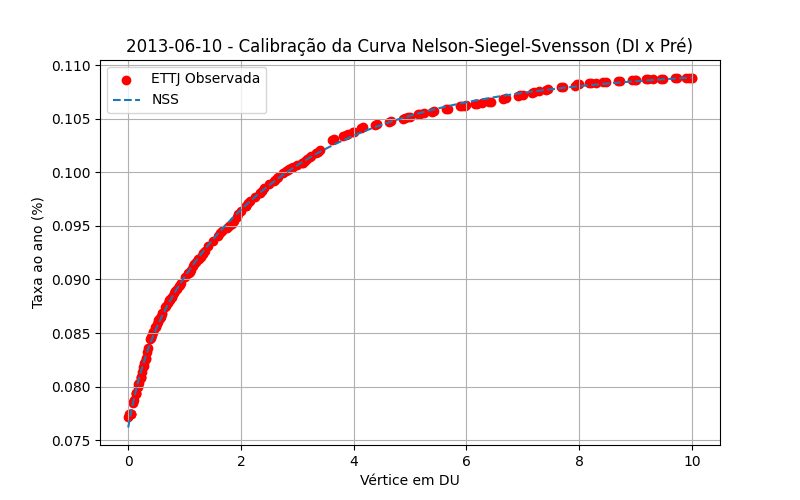 2013-06-10 - Calibração da Curva Nelson-Siegel-Svensson (DI x Pré)
ETTJ Observada
NSS
Taxa ao ano (%)
0.110
0.105
0.100
0.095
0.090
0.085
0.080
0.075
0 2 4 6 8 10
Vértice em DU